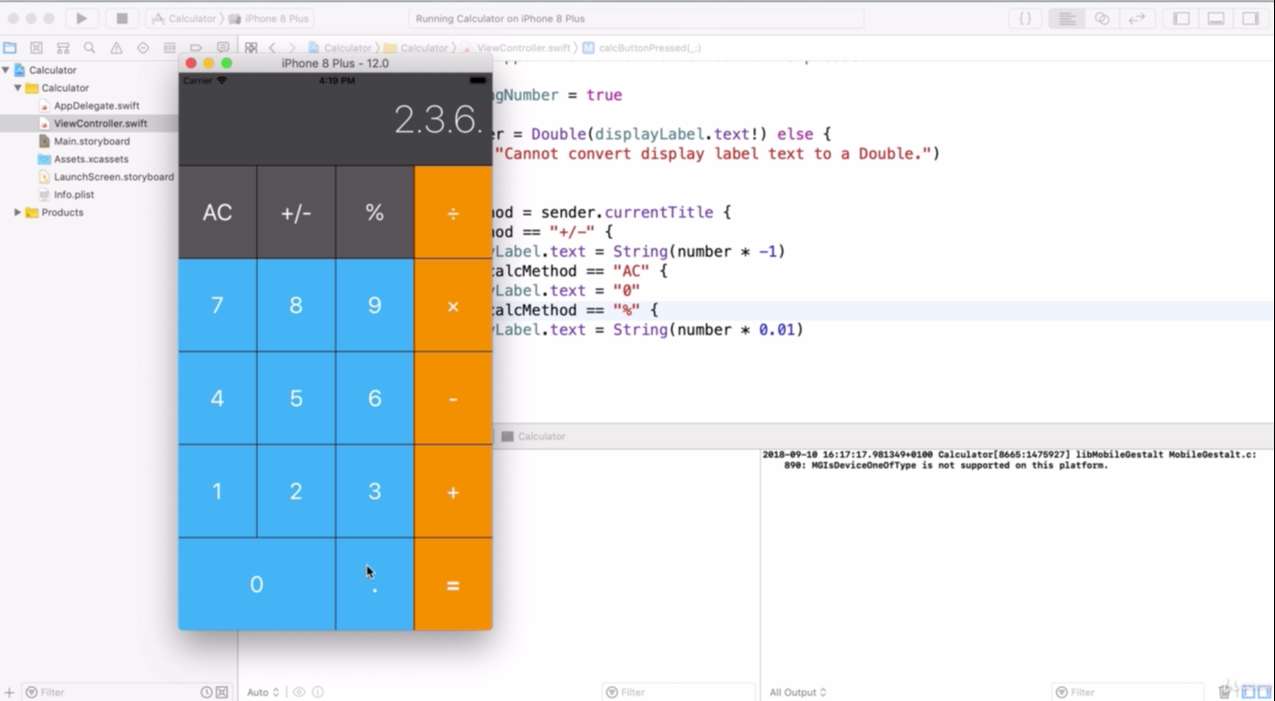 Calculator 〉 iPhone 8 Plus
Running Calculator on iPhone 8 Plus
{ }
Calculator 〉 Calculator 〉 ViewController.swift 〉 M calcButtonPressed(_:)
Calculator
Calculator
AppDelegate.swift
ViewController.swift
Main.storyboard
Assets.xcassets
LaunchScreen.storyboard
Info.plist
Products
iPhone 8 Plus - 12.0
Carrier 4:19 PM
2.3.6.
AC +/- % ÷
7 8 9 ×
4 5 6 -
1 2 3 +
0 . =
gNumber = true
er = Double(displayLabel.text!) else {
"Cannot convert display label text to a Double.")
hod = sender.currentTitle {
hod == "+/-" {
yLabel.text = String(number * -1)
calcMethod == "AC" {
yLabel.text = "0"
calcMethod == "%" {
yLabel.text = String(number * 0.01)
Calculator
2018-09-10 16:17:17.981349+0100 Calculator[8665:1475927] libMobileGestalt MobileGestalt.c:
890: MGIsDeviceOneOfType is not supported on this platform.
Filter
Auto
Filter
All Output
Filter